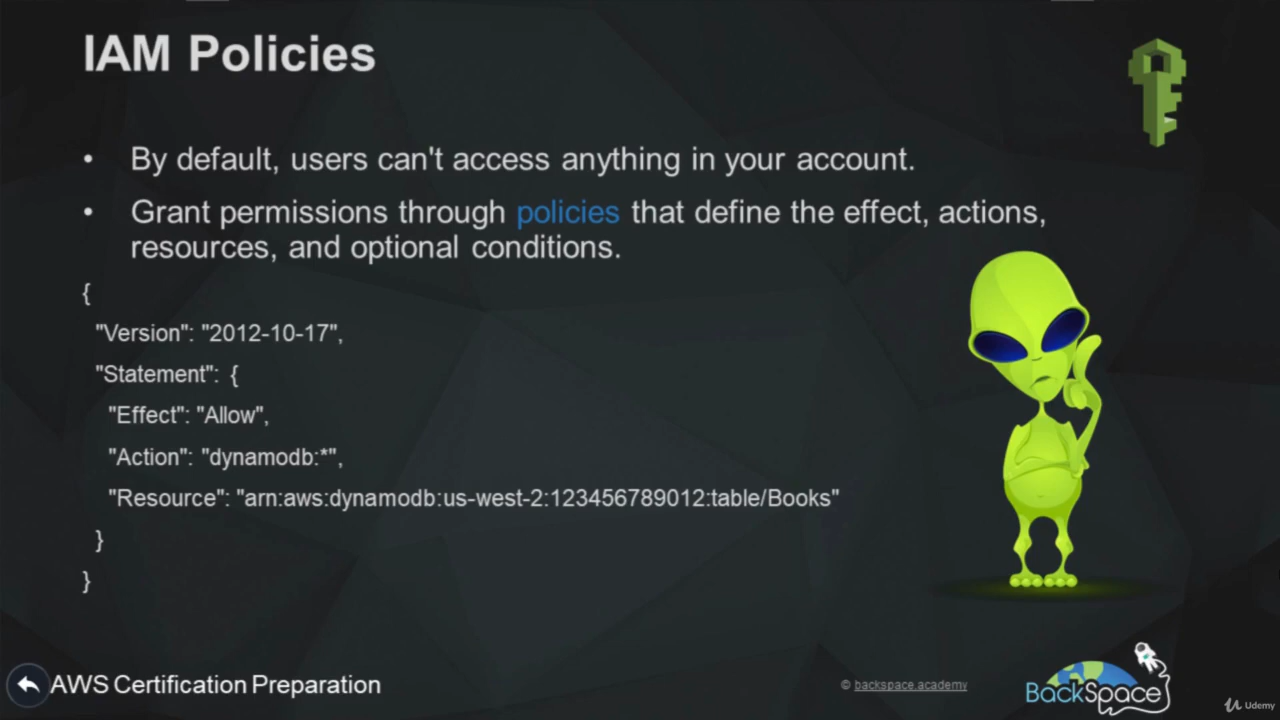 IAM Policies
• By default, users can't access anything in your account.
• Grant permissions through policies that define the effect, actions,
resources, and optional conditions.
{
"Version": "2012-10-17",
"Statement": {
"Effect": "Allow",
"Action": "dynamodb:*",
"Resource": "arn:aws:dynamodb:us-west-2:123456789012:table/Books"
}
}
AWS Certification Preparation
© backspace.academy
BackSpace
Udemy